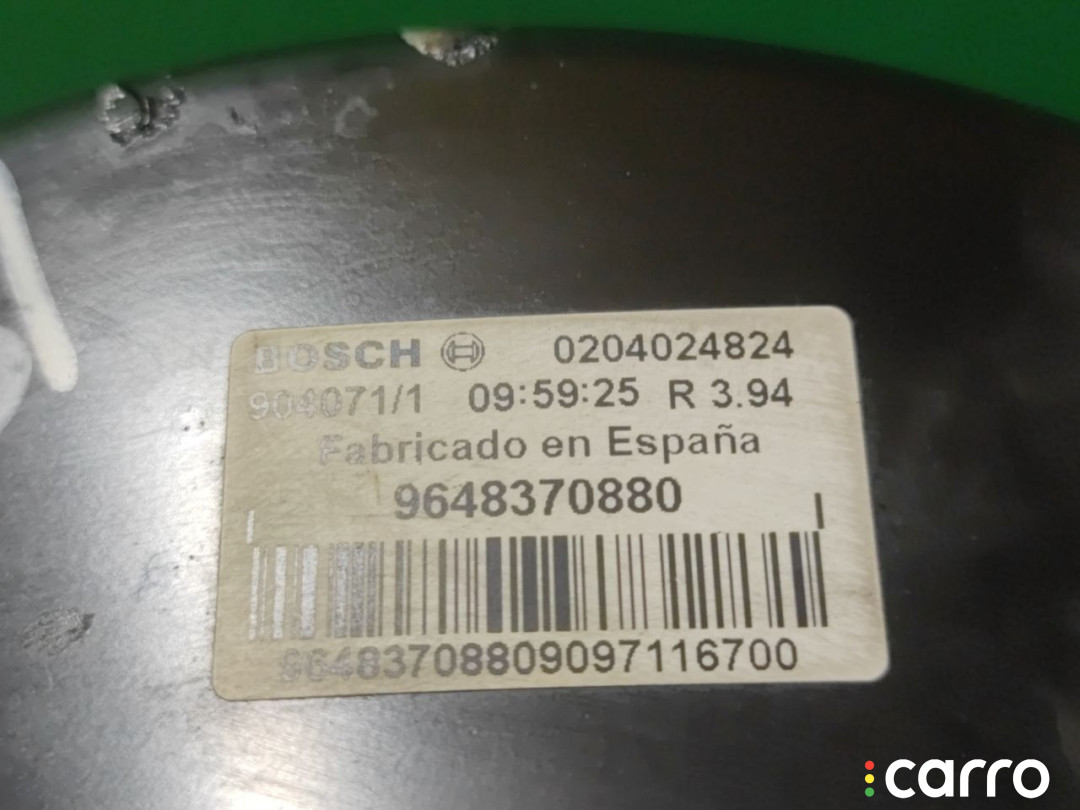 BOSCH 0204024824
904071/1 09:59:25 R 3.94
Fabricado en España
9648370880
96483708809097116700
carro